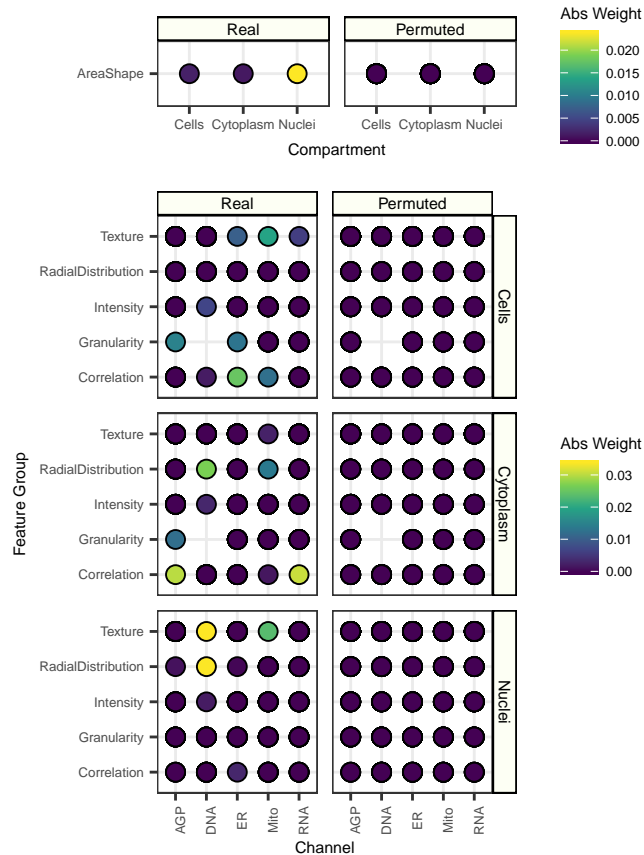 Real Permuted
AreaShape
Cells Cytoplasm Nuclei Cells Cytoplasm Nuclei
Compartment
Abs Weight
0.020
0.015
0.010
0.005
0.000
Real Permuted
Texture
RadialDistribution
Intensity
Granularity
Correlation
Cells
Texture
RadialDistribution
Intensity
Granularity
Correlation
Cytoplasm
Texture
RadialDistribution
Intensity
Granularity
Correlation
Nuclei
Feature Group
AGP DNA ER Mito RNA AGP DNA ER Mito RNA
Channel
Abs Weight
0.03
0.02
0.01
0.00